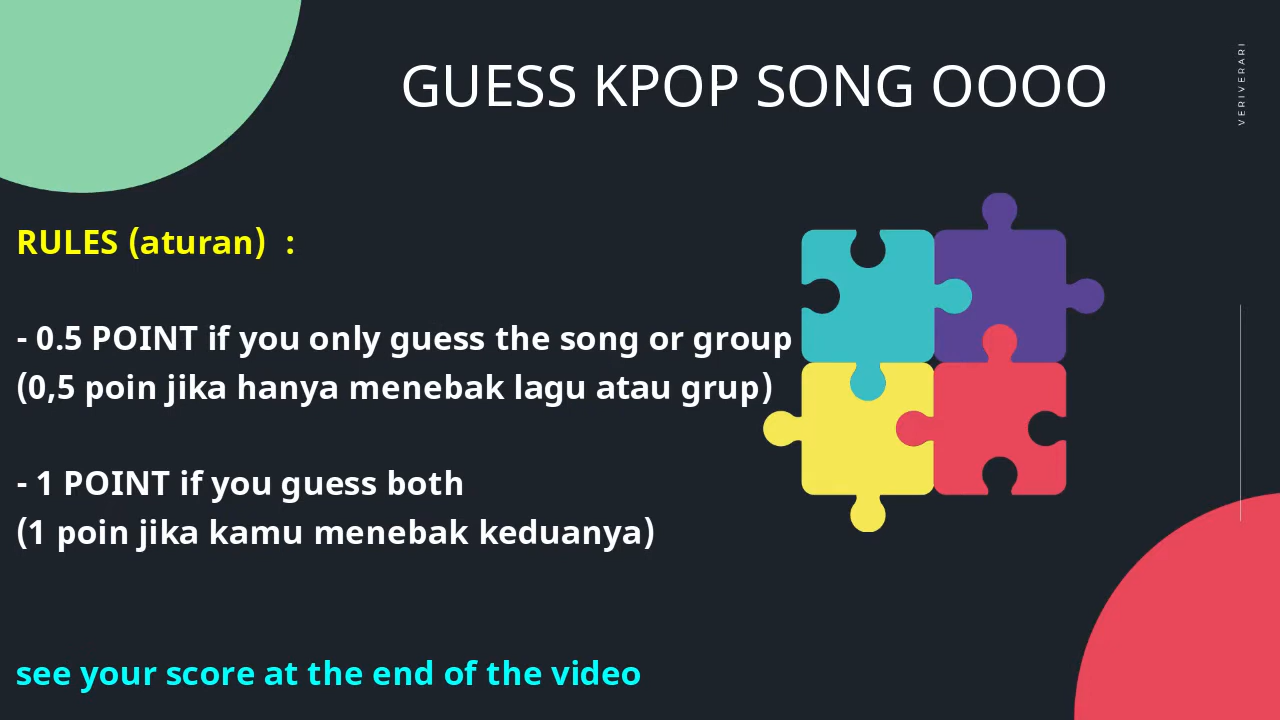 GUESS KPOP SONG OOOO
VERIVERARI
RULES (aturan)  :
- 0.5 POINT if you only guess the song or group
(0,5 poin jika hanya menebak lagu atau grup)
- 1 POINT if you guess both
(1 poin jika kamu menebak keduanya)
see your score at the end of the video